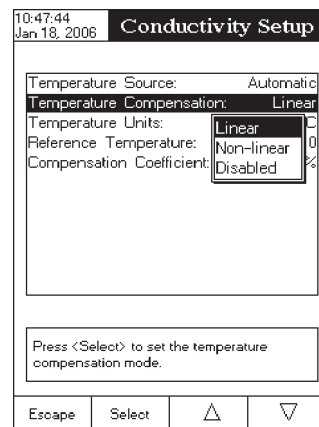 10:47:44
Jan 18, 2006
Conductivity Setup
Temperature Source: Automatic
Temperature Compensation: Linear
Temperature Units: C
Reference Temperature: 0
Compensation Coefficient: %
Linear
Non-linear
Disabled
Press <Select> to set the temperature
compensation mode.
Escape Select △ ▽